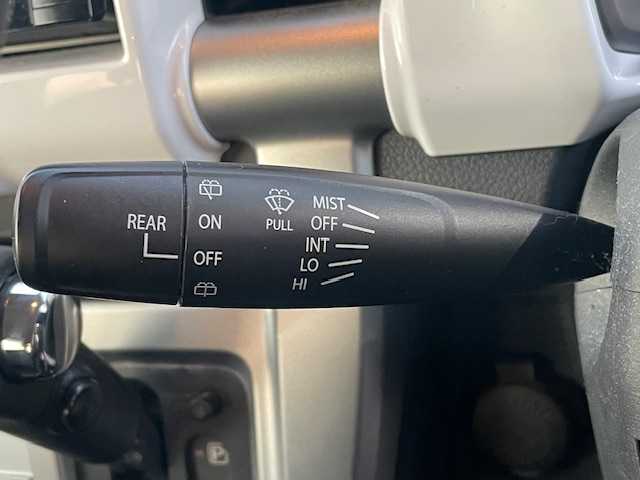 REAR
ON
OFF
PULL
MIST
OFF
INT
LO
HI
P